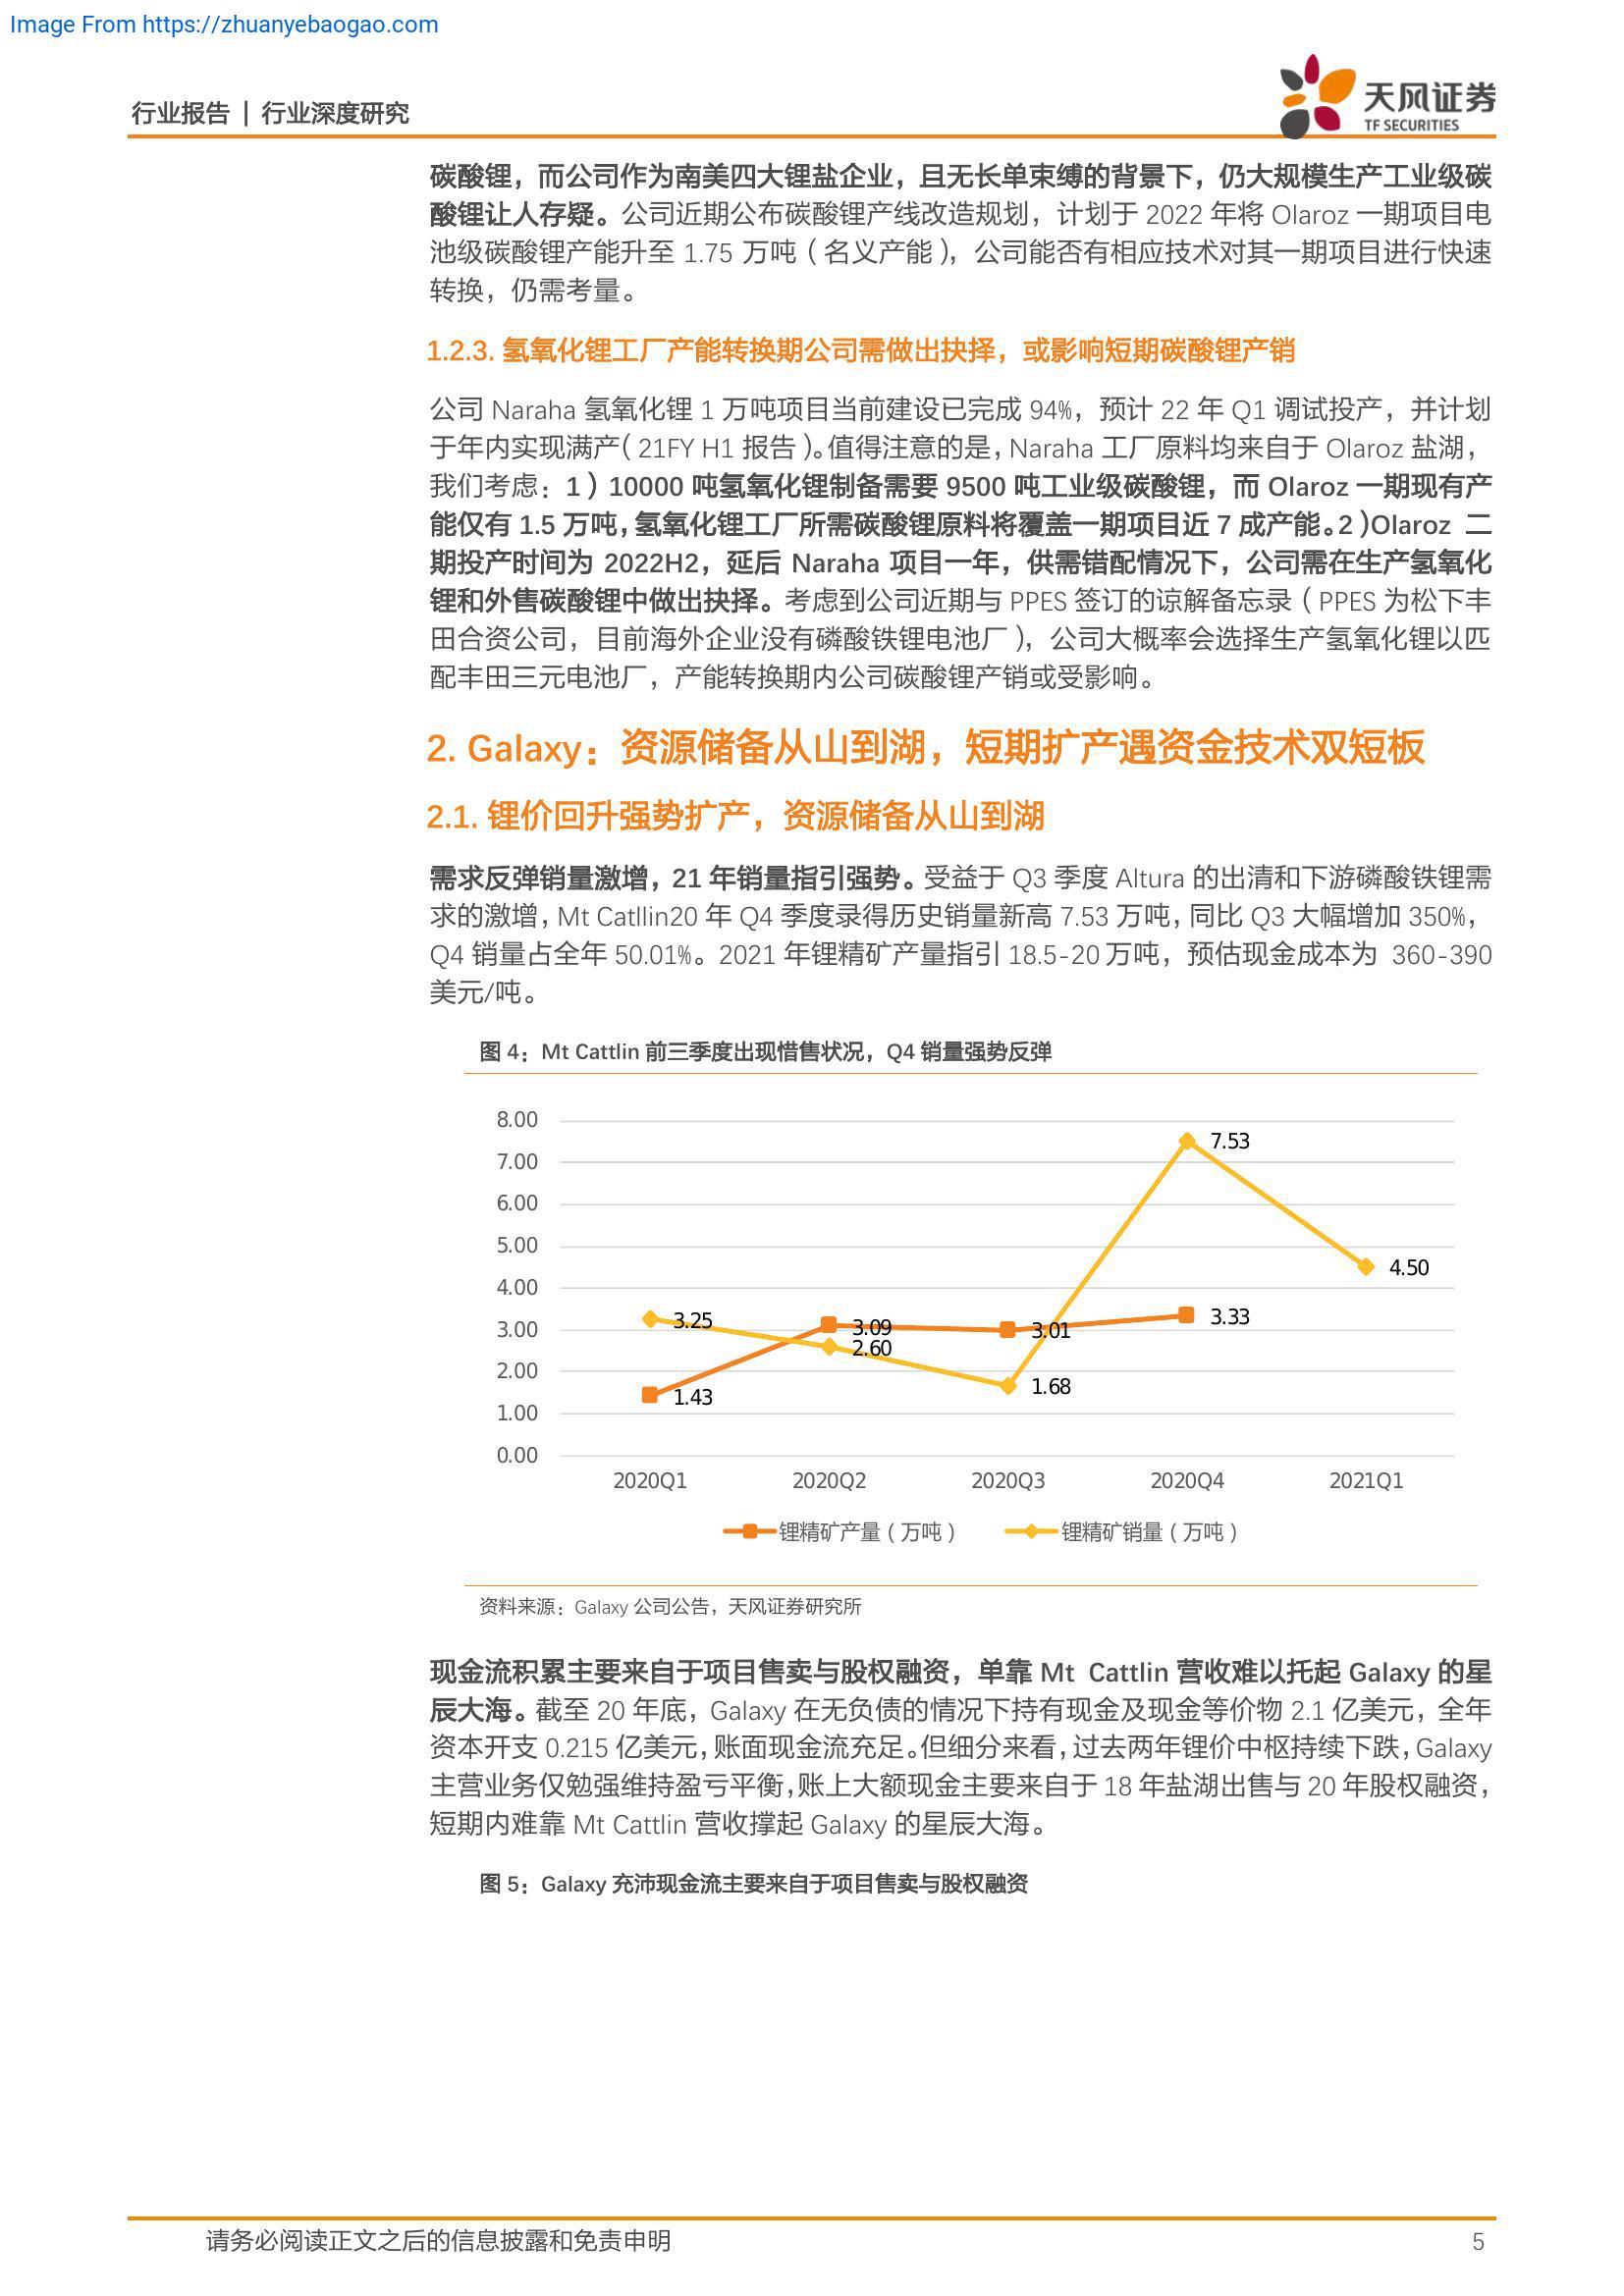 Image From https://zhuanyebaogao.com
行业报告 | 行业深度研究
天风证券
TF SECURITIES
碳酸锂，而公司作为南美四大锂盐企业，且无长单束缚的背景下，仍大规模生产工业级碳
酸锂让人存疑。公司近期公布碳酸锂产线改造规划，计划于 2022 年将 Olaroz 一期项目电
池级碳酸锂产能升至 1.75 万吨（名义产能），公司能否有相应技术对其一期项目进行快速
转换，仍需考量。
1.2.3. 氢氧化锂工厂产能转换期公司需做出抉择，或影响短期碳酸锂产销
公司 Naraha 氢氧化锂 1 万吨项目当前建设已完成 94%，预计 22 年 Q1 调试投产，并计划
于年内实现满产（21FY H1 报告）。值得注意的是，Naraha 工厂原料均来自于 Olaroz 盐湖，
我们考虑：1）10000 吨氢氧化锂制备需要 9500 吨工业级碳酸锂，而 Olaroz 一期现有产
能仅有 1.5 万吨，氢氧化锂工厂所需碳酸锂原料将覆盖一期项目近 7 成产能。2）Olaroz 二
期投产时间为 2022H2，延后 Naraha 项目一年，供需错配情况下，公司需在生产氢氧化
锂和外售碳酸锂中做出抉择。考虑到公司近期与 PPES 签订的谅解备忘录（PPES 为松下丰
田合资公司，目前海外企业没有磷酸铁锂电池厂），公司大概率会选择生产氢氧化锂以匹
配丰田三元电池厂，产能转换期内公司碳酸锂产销或受影响。
2. Galaxy：资源储备从山到湖，短期扩产遇资金技术双短板
2.1. 锂价回升强势扩产，资源储备从山到湖
需求反弹销量激增，21 年销量指引强势。受益于 Q3 季度 Altura 的出清和下游磷酸铁锂需
求的激增，Mt Catllin20 年 Q4 季度录得历史销量新高 7.53 万吨，同比 Q3 大幅增加 350%，
Q4 销量占全年 50.01%。2021 年锂精矿产量指引 18.5-20 万吨，预估现金成本为 360-390
美元/吨。
图 4：Mt Cattlin 前三季度出现惜售状况，Q4 销量强势反弹
8.00
7.00
6.00
5.00
4.00
3.00
2.00
1.00
0.00
7.53
4.50
3.25
3.09
2.60
3.01
3.33
1.43
1.68
2020Q1 2020Q2 2020Q3 2020Q4 2021Q1
锂精矿产量（万吨） 锂精矿销量（万吨）
资料来源：Galaxy 公司公告，天风证券研究所
现金流积累主要来自于项目售卖与股权融资，单靠 Mt Cattlin 营收难以托起 Galaxy 的星
辰大海。截至 20 年底，Galaxy 在无负债的情况下持有现金及现金等价物 2.1 亿美元，全年
资本开支 0.215 亿美元，账面现金流充足。但细分来看，过去两年锂价中枢持续下跌，Galaxy
主营业务仅勉强维持盈亏平衡，账上大额现金主要来自于 18 年盐湖出售与 20 年股权融资，
短期内难靠 Mt Cattlin 营收撑起 Galaxy 的星辰大海。
图 5：Galaxy 充沛现金流主要来自于项目售卖与股权融资
请务必阅读正文之后的信息披露和免责申明
5